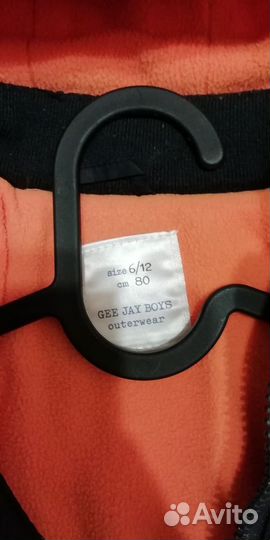 size 6/12
cm 80
GEE JAY BOYS
outerwear
Avito